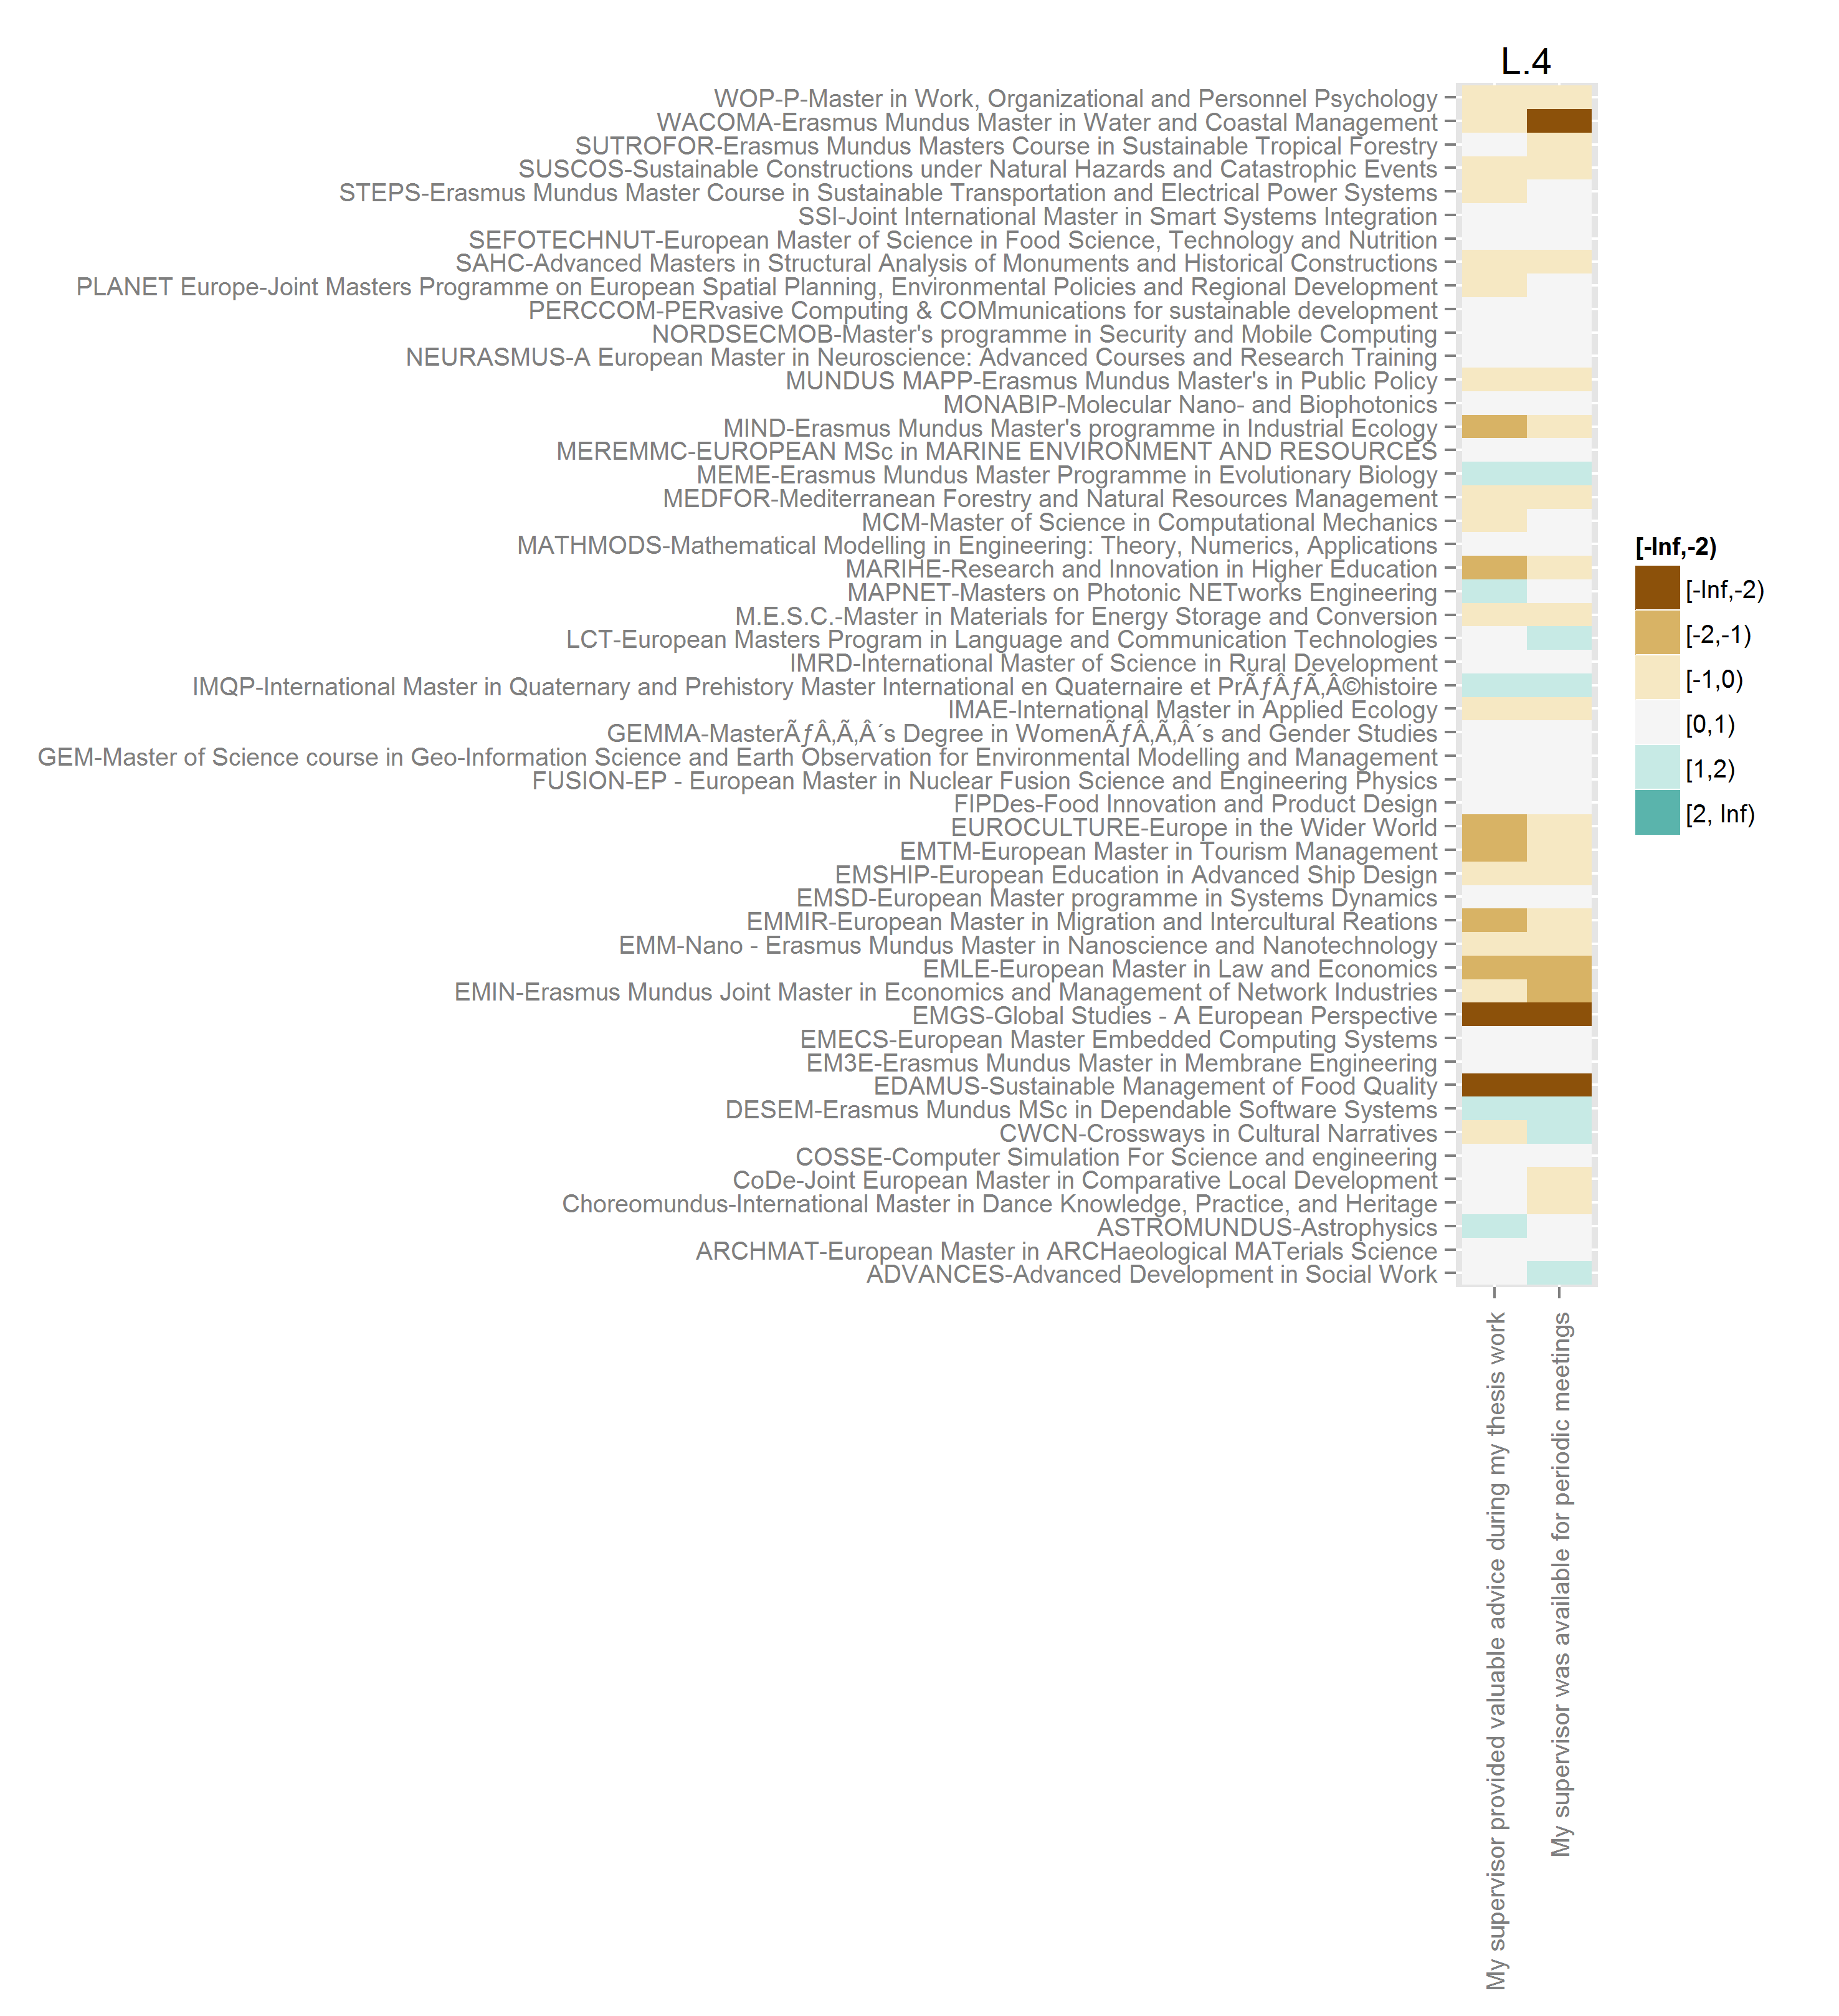 L.4
WOP-P-Master in Work, Organizational and Personnel Psychology
WACOMA-Erasmus Mundus Master in Water and Coastal Management
SUTROFOR-Erasmus Mundus Masters Course in Sustainable Tropical Forestry
SUSCOS-Sustainable Constructions under Natural Hazards and Catastrophic Events
STEPS-Erasmus Mundus Master Course in Sustainable Transportation and Electrical Power Systems
SSI-Joint International Master in Smart Systems Integration
SEFOTECHNUT-European Master of Science in Food Science, Technology and Nutrition
SAHC-Advanced Masters in Structural Analysis of Monuments and Historical Constructions
PLANET Europe-Joint Masters Programme on European Spatial Planning, Environmental Policies and Regional Development
PERCCOM-PERvasive Computing & COMmunications for sustainable development
NORDSECMOB-Master's programme in Security and Mobile Computing
NEURASMUS-A European Master in Neuroscience: Advanced Courses and Research Training
MUNDUS MAPP-Erasmus Mundus Master's in Public Policy
MONABIP-Molecular Nano- and Biophotonics
MIND-Erasmus Mundus Master's programme in Industrial Ecology
MEREMMC-EUROPEAN MSc in MARINE ENVIRONMENT AND RESOURCES
MEME-Erasmus Mundus Master Programme in Evolutionary Biology
MEDFOR-Mediterranean Forestry and Natural Resources Management
MCM-Master of Science in Computational Mechanics
MATHMODS-Mathematical Modelling in Engineering: Theory, Numerics, Applications
MARIHE-Research and Innovation in Higher Education
MAPNET-Masters on Photonic NETworks Engineering
M.E.S.C.-Master in Materials for Energy Storage and Conversion
LCT-European Masters Program in Language and Communication Technologies
IMRD-International Master of Science in Rural Development
IMQP-International Master in Quaternary and Prehistory Master International en Quaternaire et PrÃƒÂƒÃ‚Â©histoire
IMAE-International Master in Applied Ecology
GEMMA-MasterÃƒÂ‚Ã‚Â´s Degree in WomenÃƒÂ‚Ã‚Â´s and Gender Studies
GEM-Master of Science course in Geo-Information Science and Earth Observation for Environmental Modelling and Management
FUSION-EP - European Master in Nuclear Fusion Science and Engineering Physics
FIPDes-Food Innovation and Product Design
EUROCULTURE-Europe in the Wider World
EMTM-European Master in Tourism Management
EMSHIP-European Education in Advanced Ship Design
EMSD-European Master programme in Systems Dynamics
EMMIR-European Master in Migration and Intercultural Reations
EMM-Nano - Erasmus Mundus Master in Nanoscience and Nanotechnology
EMLE-European Master in Law and Economics
EMIN-Erasmus Mundus Joint Master in Economics and Management of Network Industries
EMGS-Global Studies - A European Perspective
EMECS-European Master Embedded Computing Systems
EM3E-Erasmus Mundus Master in Membrane Engineering
EDAMUS-Sustainable Management of Food Quality
DESEM-Erasmus Mundus MSc in Dependable Software Systems
CWCN-Crossways in Cultural Narratives
COSSE-Computer Simulation For Science and engineering
CoDe-Joint European Master in Comparative Local Development
Choreomundus-International Master in Dance Knowledge, Practice, and Heritage
ASTROMUNDUS-Astrophysics
ARCHMAT-European Master in ARCHaeological MATerials Science
ADVANCES-Advanced Development in Social Work
My supervisor provided valuable advice during my thesis work
My supervisor was available for periodic meetings
[-Inf,-2)
[-Inf,-2)
[-2,-1)
[-1,0)
[0,1)
[1,2)
[2, Inf)